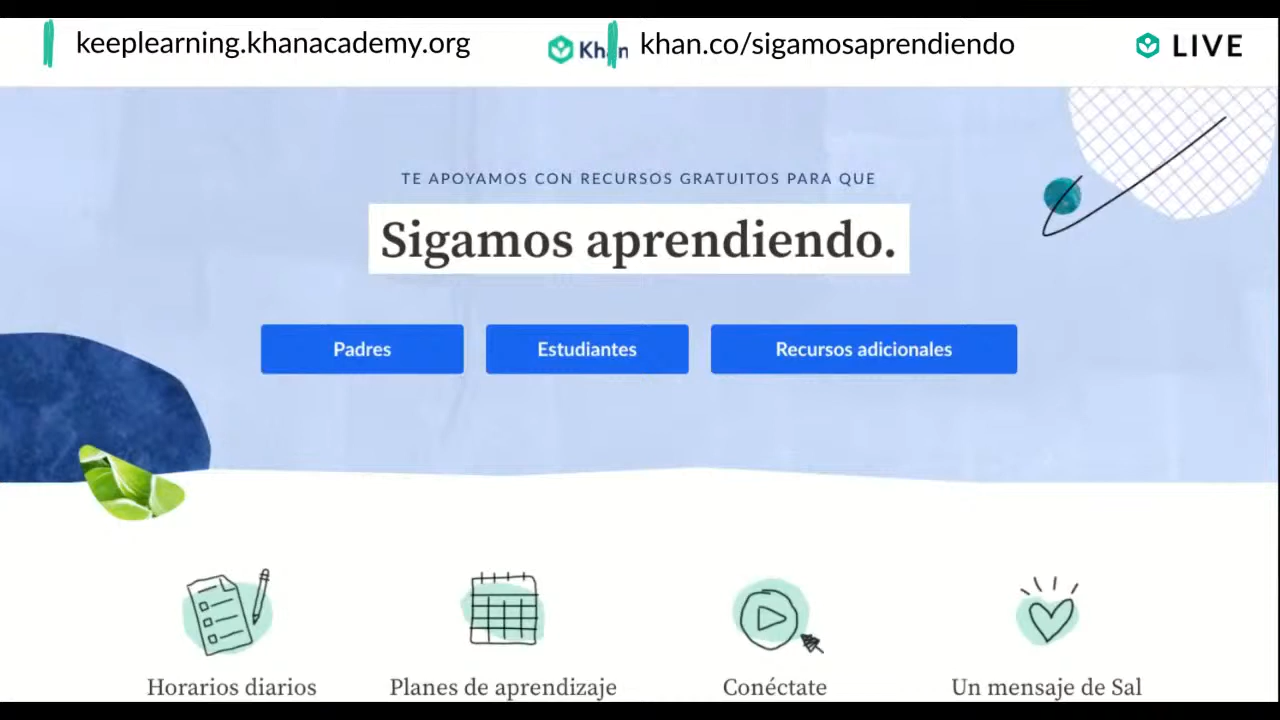 keeplearning.khanacademy.org
Khan
khan.co/sigamosaprendiendo
LIVE
TE APOYAMOS CON RECURSOS GRATUITOS PARA QUE
Sigamos aprendiendo.
Padres
Estudiantes
Recursos adicionales
Horarios diarios
Planes de aprendizaje
Conéctate
Un mensaje de Sal